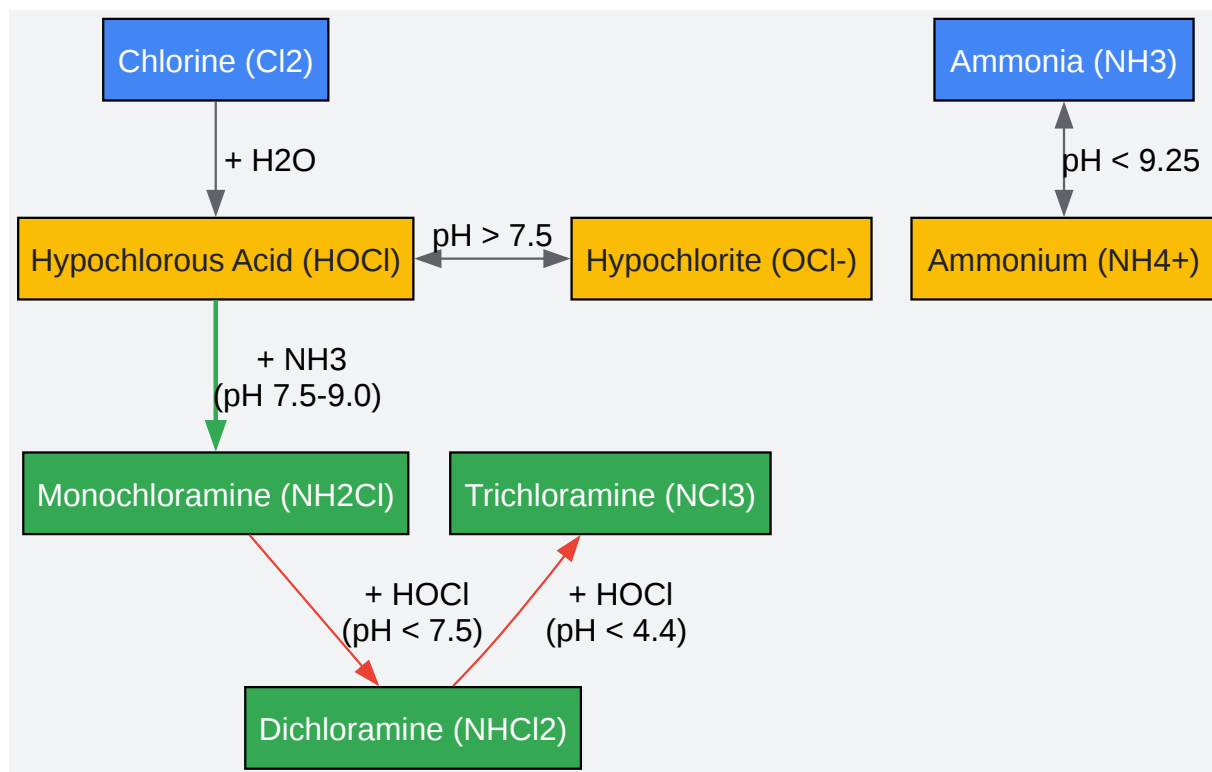 Chlorine (Cl2)
Ammonia (NH3)
+ H2O
pH < 9.25
Hypochlorous Acid (HOCl)
pH > 7.5
Hypochlorite (OCl-)
Ammonium (NH4+)
+ NH3
(pH 7.5-9.0)
Monochloramine (NH2Cl)
Trichloramine (NCl3)
+ HOCl
(pH < 7.5)
+ HOCl
(pH < 4.4)
Dichloramine (NHCl2)